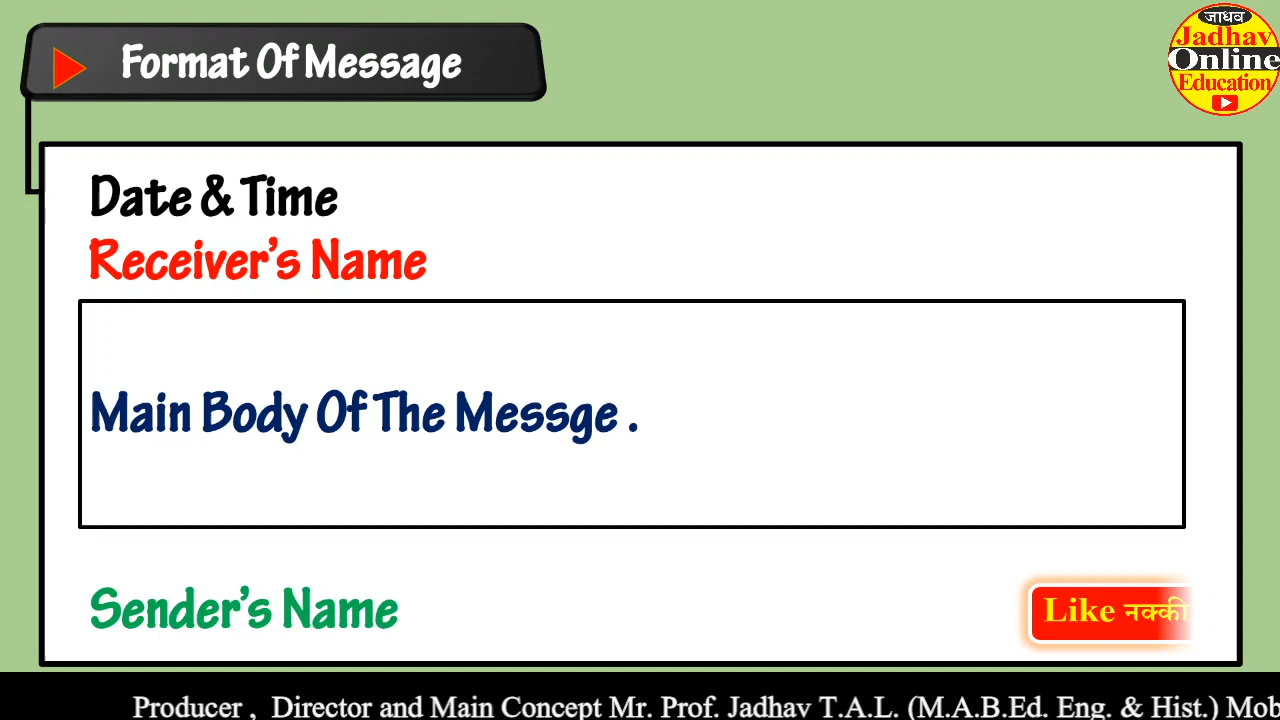 Format Of Message
जाधव
Jadhav
Online
Education
Date & Time
Receiver's Name
Main Body Of The Messge .
Sender's Name
Like नक्की
Producer , Director and Main Concept Mr. Prof. Jadhav T.A.L. (M.A.B.Ed. Eng. & Hist.) Mob